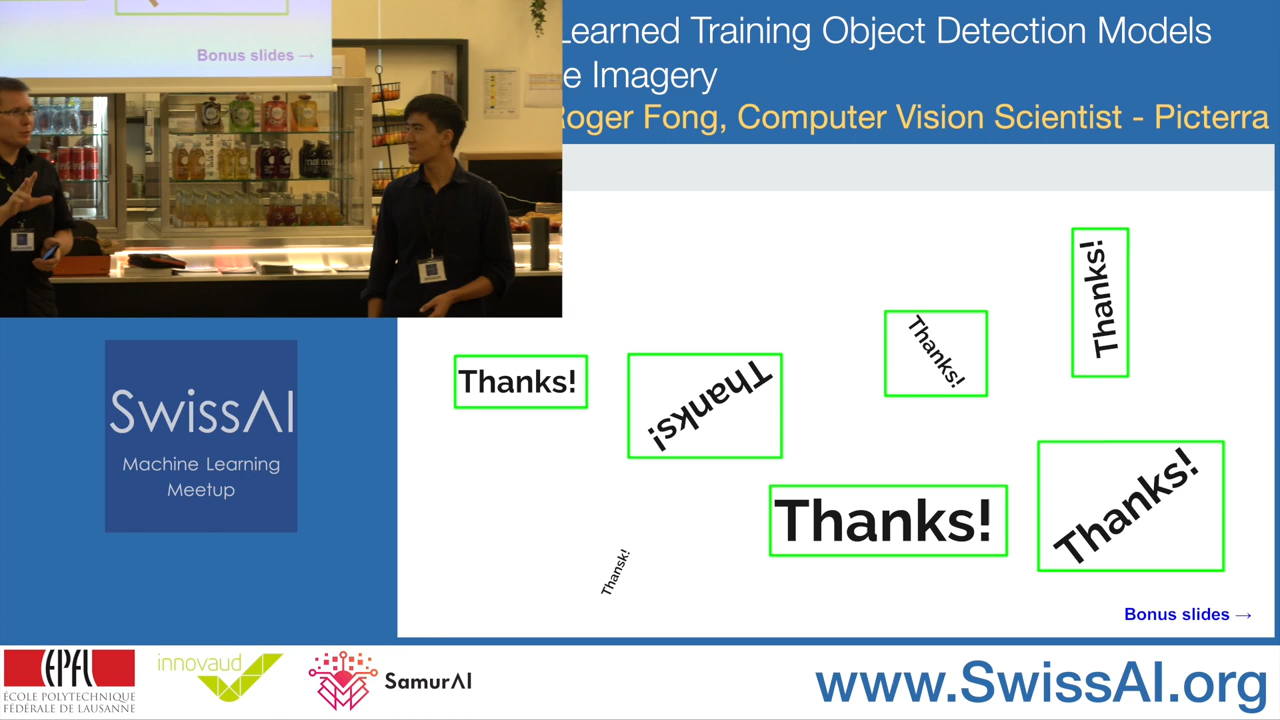 Bonus slides →
Learned Training Object Detection Models
e Imagery
Roger Fong, Computer Vision Scientist - Picterra
Thanks!
Thanks!
Thanks!
Thanks!
Thanks!
Thanks!
Thansk!
Bonus slides →
SwissAI
Machine Learning
Meetup
EPFL
ÉCOLE POLYTECHNIQUE
FÉDÉRALE DE LAUSANNE
innovaud
SamurAI
www.SwissAI.org